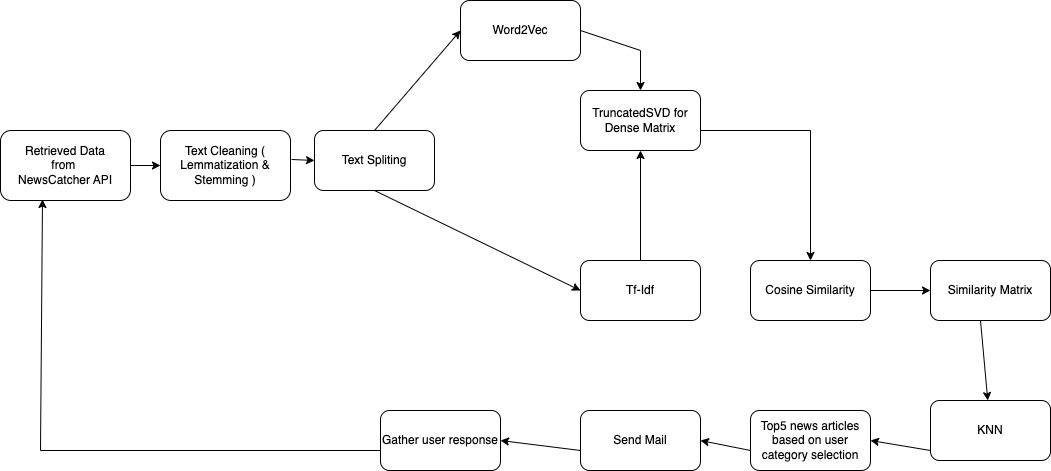 Word2Vec
TruncatedSVD for
Dense Matrix
Retrieved Data
from
NewsCatcher API
Text Cleaning (
Lemmatization &
Stemming )
Text Spliting
Tf-Idf
Cosine Similarity
Similarity Matrix
KNN
Top5 news articles
based on user
category selection
Send Mail
Gather user response